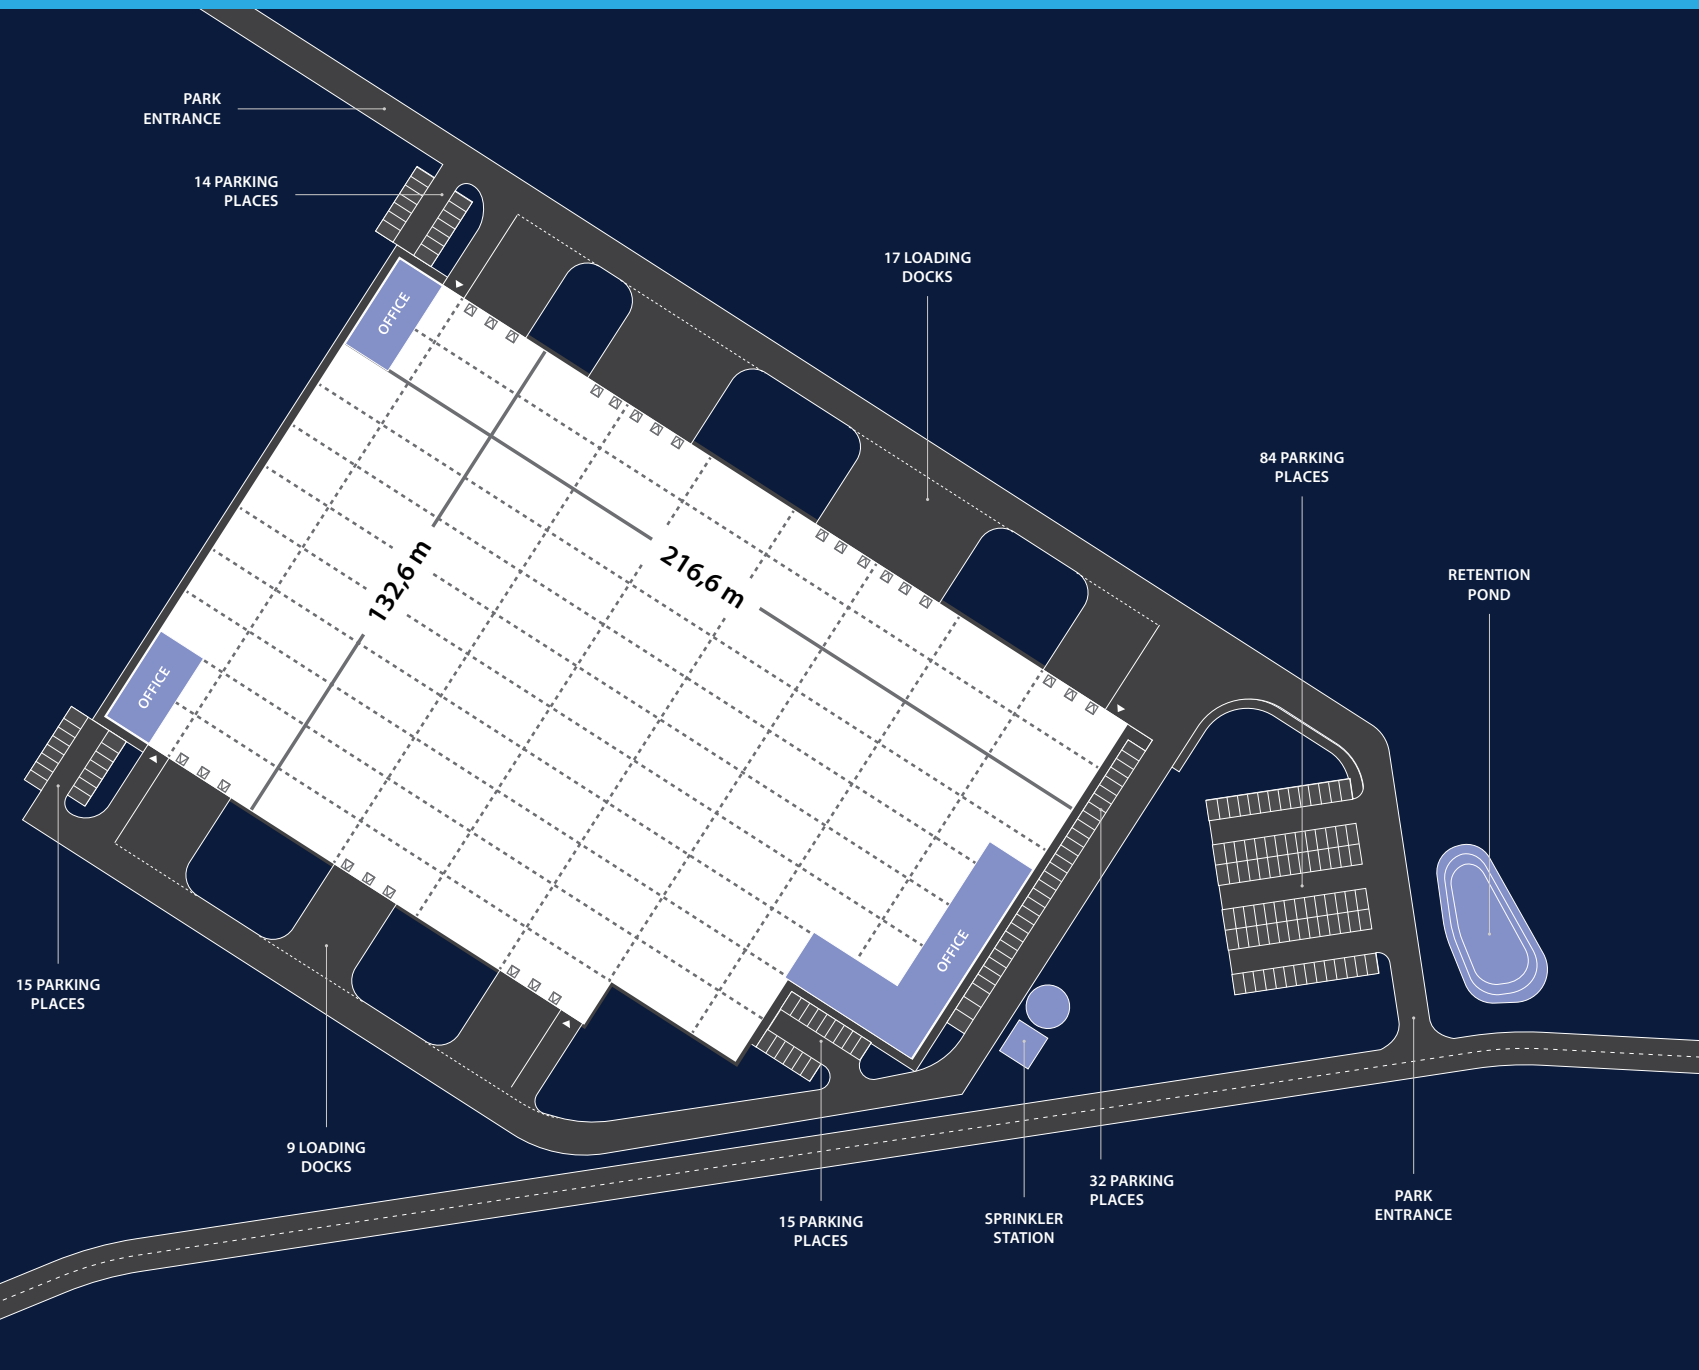 PARK
ENTRANCE
14 PARKING
PLACES
17 LOADING
DOCKS
OFFICE
84 PARKING
PLACES
132,6 m
216,6 m
RETENTION
POND
OFFICE
OFFICE
15 PARKING
PLACES
9 LOADING
DOCKS
32 PARKING
PLACES
15 PARKING
PLACES
SPRINKLER
STATION
PARK
ENTRANCE